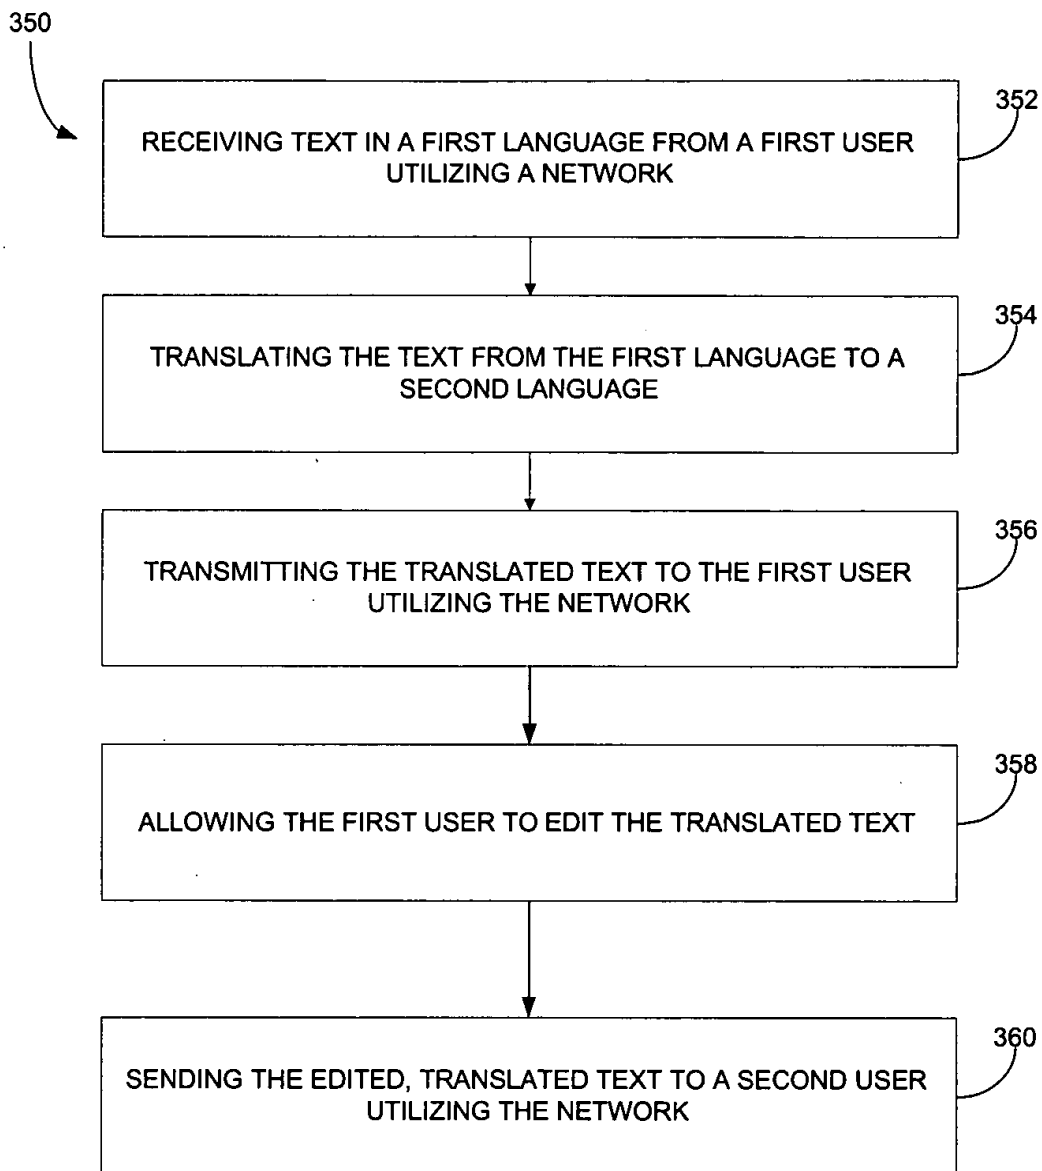 350
352
RECEIVING TEXT IN A FIRST LANGUAGE FROM A FIRST USER
UTILIZING A NETWORK
354
TRANSLATING THE TEXT FROM THE FIRST LANGUAGE TO A
SECOND LANGUAGE
356
TRANSMITTING THE TRANSLATED TEXT TO THE FIRST USER
UTILIZING THE NETWORK
358
ALLOWING THE FIRST USER TO EDIT THE TRANSLATED TEXT
360
SENDING THE EDITED, TRANSLATED TEXT TO A SECOND USER
UTILIZING THE NETWORK